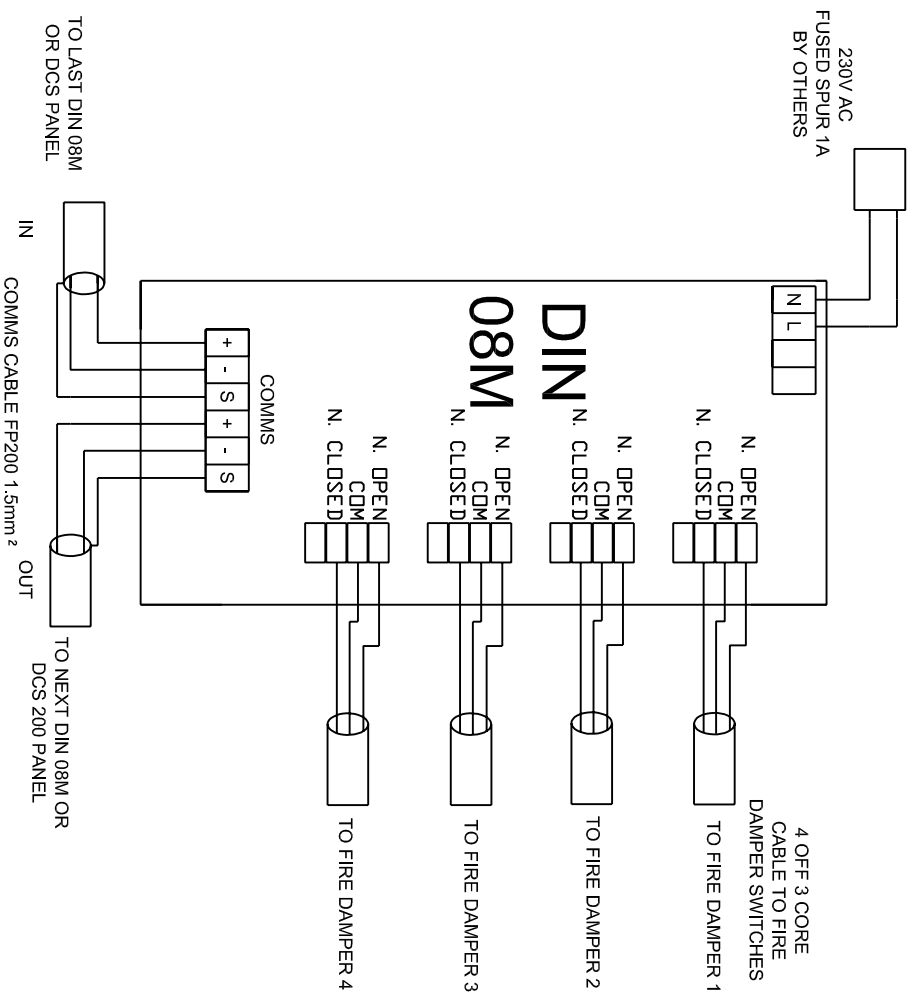 230V AC
FUSED SPUR 1A
BY OTHERS
N
L
DIN
08M
N. OPEN
COM
N. CLOSED
N. OPEN
COM
N. CLOSED
N. OPEN
COM
N. CLOSED
N. OPEN
COM
N. CLOSED
4 OFF 3 CORE
CABLE TO FIRE
DAMPER SWITCHES
TO FIRE DAMPER 1
TO FIRE DAMPER 2
TO FIRE DAMPER 3
TO FIRE DAMPER 4
COMMS
+
-
S
+
-
S
TO LAST DIN 08M
OR DCS PANEL
IN
COMMS CABLE FP200 1.5mm²
OUT
TO NEXT DIN 08M OR
DCS 200 PANEL